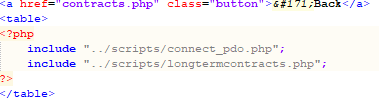 <a href="contracts.php" class="button">&#171;Back</a>
<table>
<?php
include "../scripts/connect_pdo.php";
include "../scripts/longtermcontracts.php";
?>
</table>